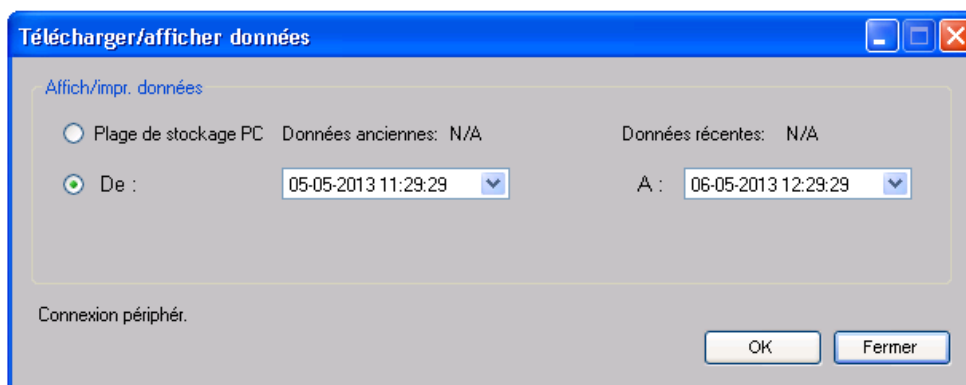 Télécharger/afficher données
Affich/impr. données
Plage de stockage PC Données anciennes: N/A Données récentes: N/A
De : 05-05-2013 11:29:29 A : 06-05-2013 12:29:29
Connexion périphér.
OK Fermer